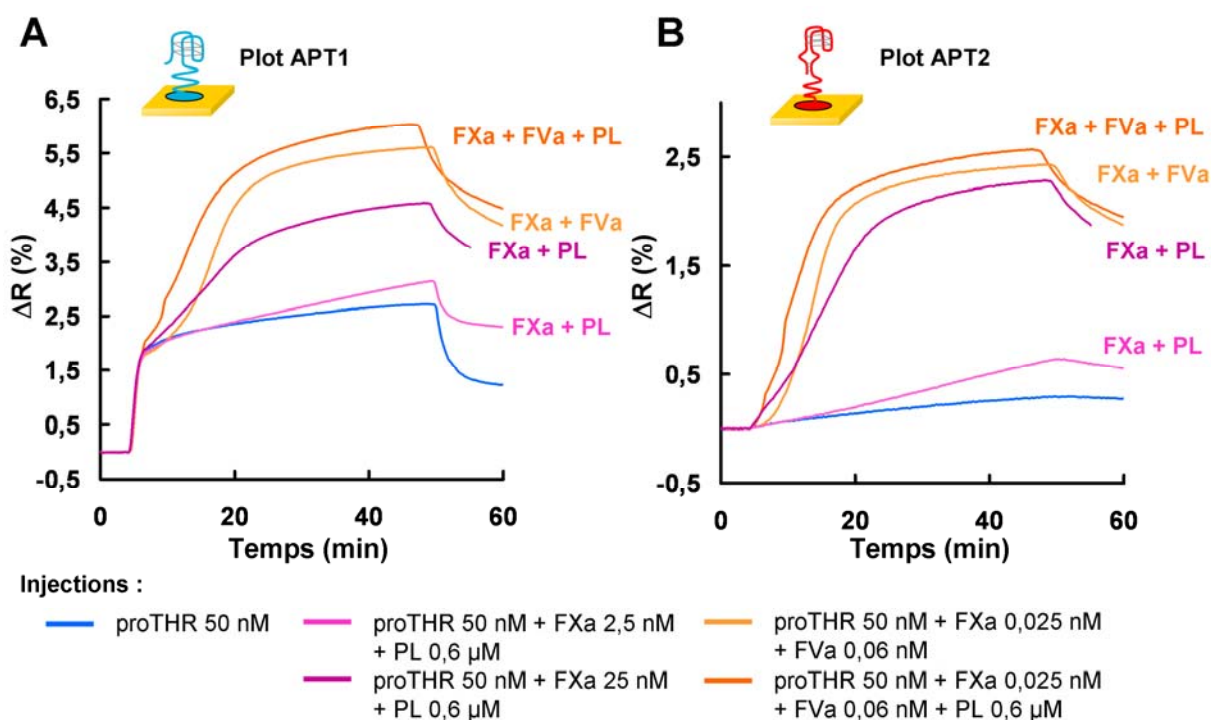 A
Plot APT1
ΔR (%)
6,5
5,5
4,5
3,5
2,5
1,5
0,5
-0,5
FXa + FVa + PL
FXa + FVa
FXa + PL
FXa + PL
0
20
40
60
Temps (min)
B
Plot APT2
ΔR (%)
2,5
1,5
0,5
-0,5
FXa + FVa + PL
FXa + FVa
FXa + PL
FXa + PL
0
20
40
60
Temps (min)
Injections :
proTHR 50 nM
proTHR 50 nM + FXa 2,5 nM
+ PL 0,6 µM
proTHR 50 nM + FXa 25 nM
+ PL 0,6 µM
proTHR 50 nM + FXa 0,025 nM
+ FVa 0,06 nM
proTHR 50 nM + FXa 0,025 nM
+ FVa 0,06 nM + PL 0,6 µM